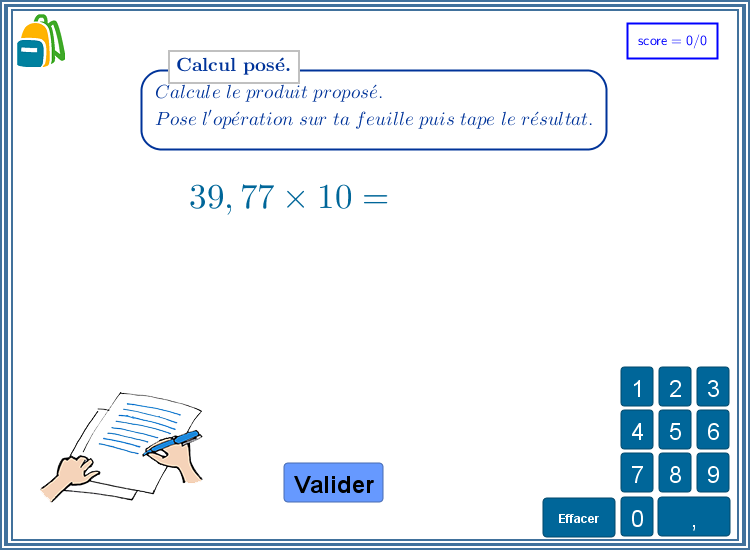 score = 0/0
Calcul posé.
Calcule le produit proposé.
Pose l'opération sur ta feuille puis tape le résultat.
39, 77 × 10 =
1 2 3
4 5 6
7 8 9
Valider
Effacer 0 ,